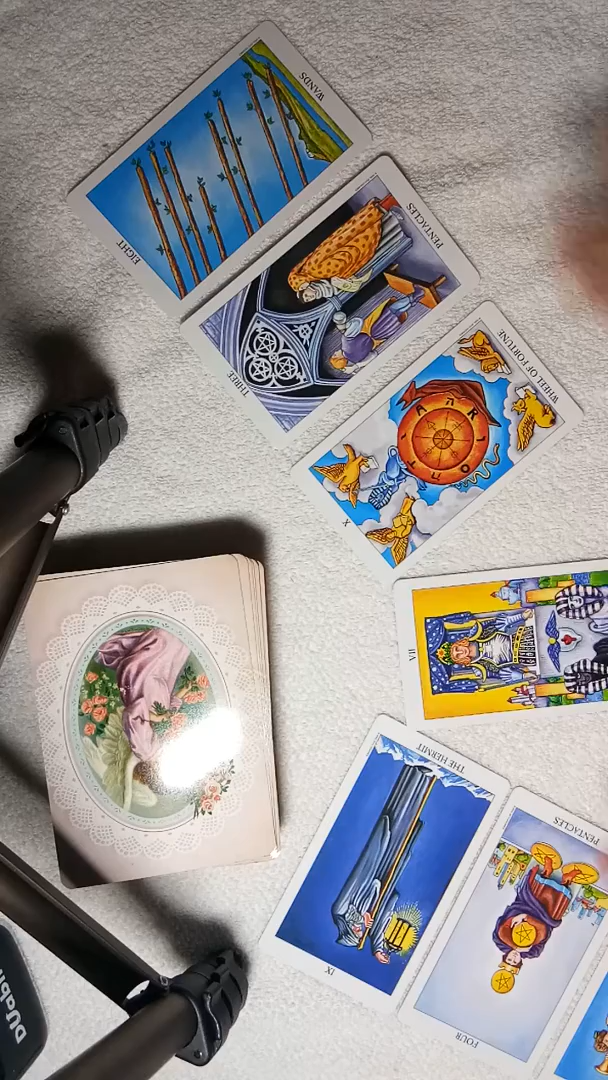 EIGHT
WANDS
THREE
PENTACLES
X
WHEEL OF FORTUNE
T A R O
VII
IX
THE HERMIT
FOUR
PENTACLES